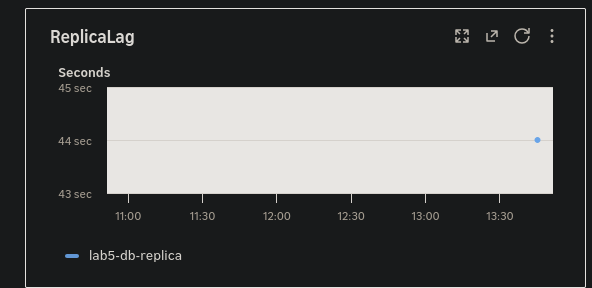 ReplicaLag
Seconds
45 sec
44 sec
43 sec
11:00 11:30 12:00 12:30 13:00 13:30
lab5-db-replica